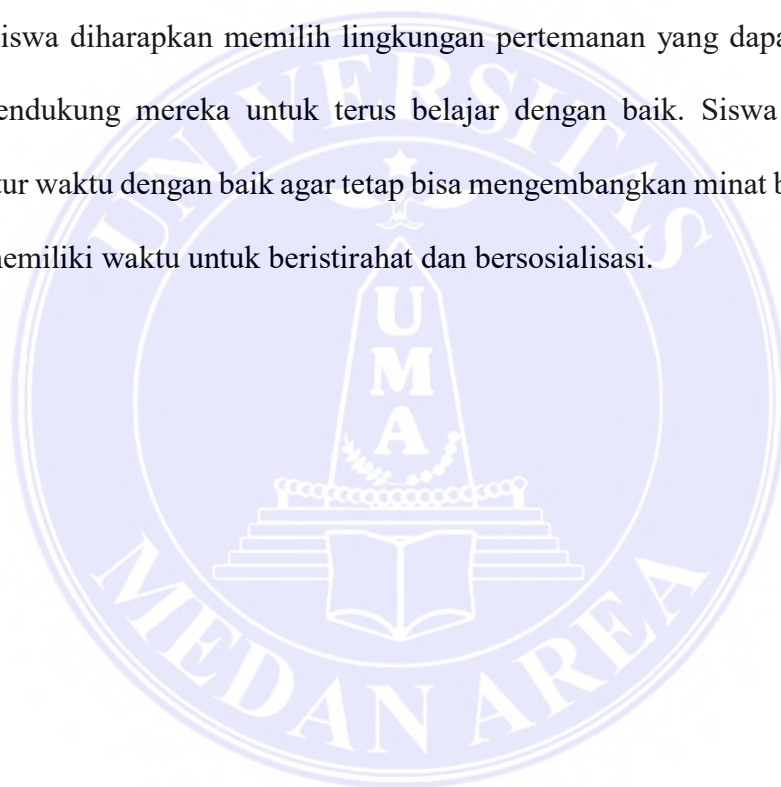 iswa diharapkan memilih lingkungan pertemanan yang dapa
endukung mereka untuk terus belajar dengan baik. Siswa
tur waktu dengan baik agar tetap bisa mengembangkan minat b
emiliki waktu untuk beristirahat dan bersosialisasi.
UNIVERSITAS
U
M
A
MEDAN AREA